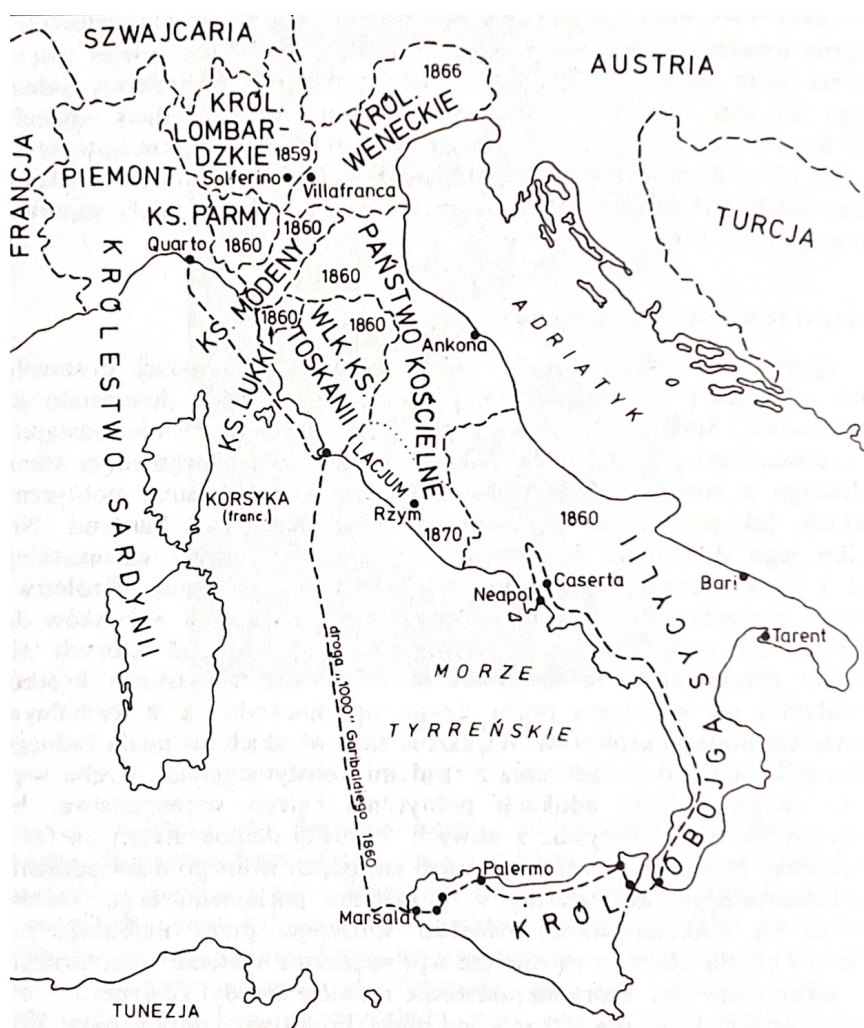 SZWAJCARIA
AUSTRIA
1866
KRÓL.
LOMBAR-
DZKIE
1859
KRÓL.
WENECKIE
FRANCJA
PIEMONT
Solferino
Villafranca
TURCJA
KS. PARMY
Quarto
1860
1860
KS. MODENY
1860
PAŃSTWO KOŚCIELNE
KRÓLESTWO SARDYNII
1860
WLK. KS.
TOSKANII
1860
KS. LUKKI
Ankona
ADRIATYK
LACJUM
KORSYKA
(franc.)
Rzym
1870
1860
Caserta
Neapol
Bari
Tarent
MORZE
TYRREŃSKIE
"1000" Garibaldiego 1860
Palermo
Marsala
KRÓL. OBOJGA SYCYLII
TUNEZJA